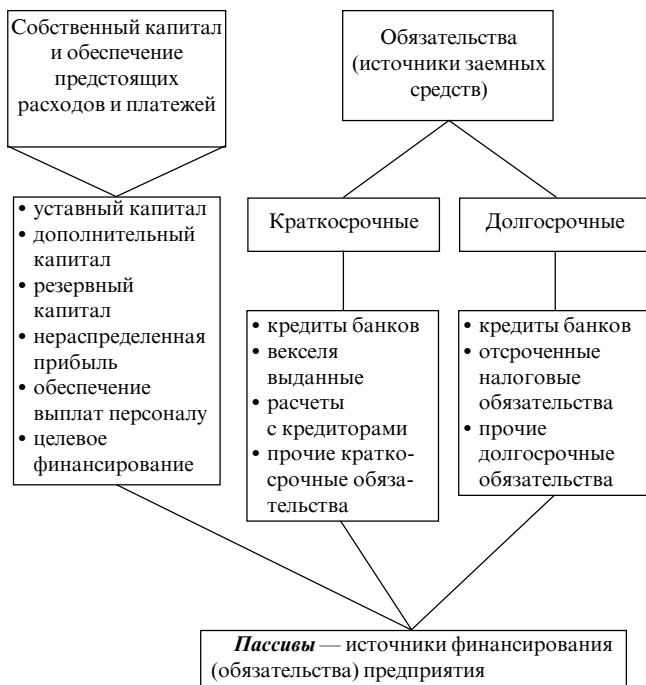 Собственный капитал
и обеспечение
предстоящих
расходов и платежей
Обязательства
(источники заемных
средств)
• уставный капитал
• дополнительный
капитал
• резервный
капитал
• нераспределенная
прибыль
• обеспечение
выплат персоналу
• целевое
финансирование
Краткосрочные
Долгосрочные
• кредиты банков
• векселя
выданные
• расчеты
с кредиторами
• прочие кратко-
срочные обяза-
тельства
• кредиты банков
• отсроченные
налоговые
обязательства
• прочие
долгосрочные
обязательства
Пассивы — источники финансирования
(обязательства) предприятия